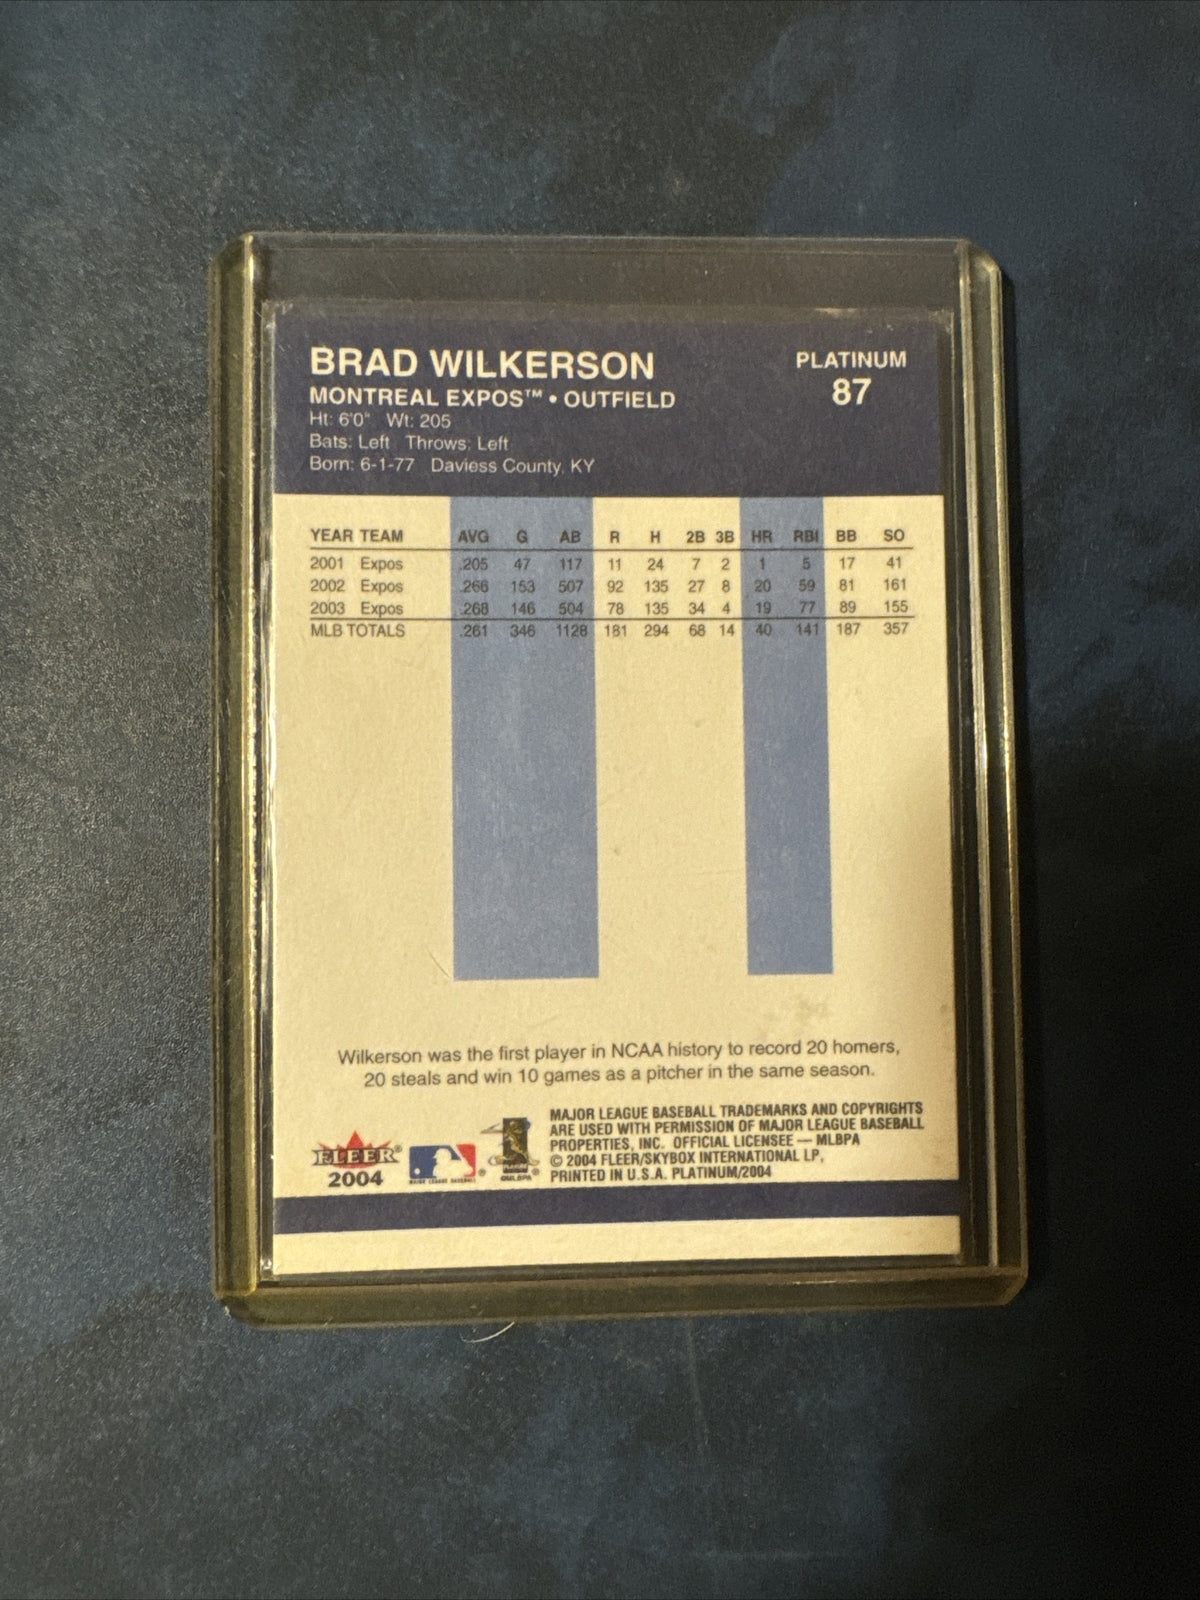 BRAD WILKERSON
PLATINUM
87
MONTREAL EXPOS™ • OUTFIELD
Ht: 6'0" Wt: 205
Bats: Left Throws: Left
Born: 6-1-77 Daviess County, KY
YEAR TEAM AVG G AB R H 2B 3B HR RBI BB SO
2001 Expos .205 47 117 11 24 7 2 1 5 17 41
2002 Expos .266 153 507 92 135 27 8 20 59 81 161
2003 Expos .268 146 504 78 135 34 4 19 77 89 155
MLB TOTALS .261 346 1128 181 294 68 14 40 141 187 357
Wilkerson was the first player in NCAA history to record 20 homers,
20 steals and win 10 games as a pitcher in the same season.
FLEER®
2004
MAJOR LEAGUE BASEBALL
®
©MLBPA
MAJOR LEAGUE BASEBALL TRADEMARKS AND COPYRIGHTS
ARE USED WITH PERMISSION OF MAJOR LEAGUE BASEBALL
PROPERTIES, INC. OFFICIAL LICENSEE — MLBPA
© 2004 FLEER/SKYBOX INTERNATIONAL LP,
PRINTED IN U.S.A. PLATINUM/2004